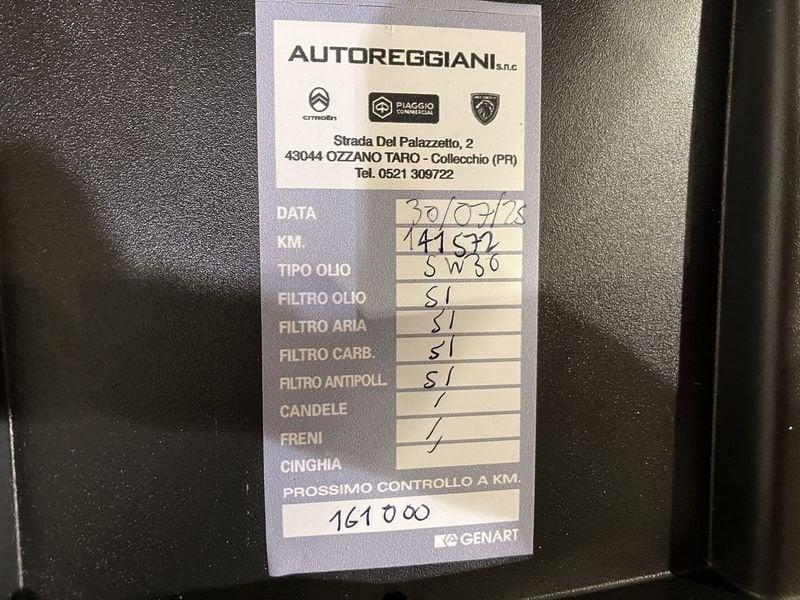 AUTOREGGIANI s.n.c
CITROËN
PIAGGIO
COMMERCIAL
Strada Del Palazzetto, 2
43044 OZZANO TARO - Collecchio (PR)
Tel. 0521 309722
DATA 30/07/25
KM. 141572
TIPO OLIO 5W30
FILTRO OLIO SI
FILTRO ARIA SI
FILTRO CARB. SI
FILTRO ANTIPOLL. SI
CANDELE /
FRENI /
CINGHIA /
PROSSIMO CONTROLLO A KM.
161000
GENART